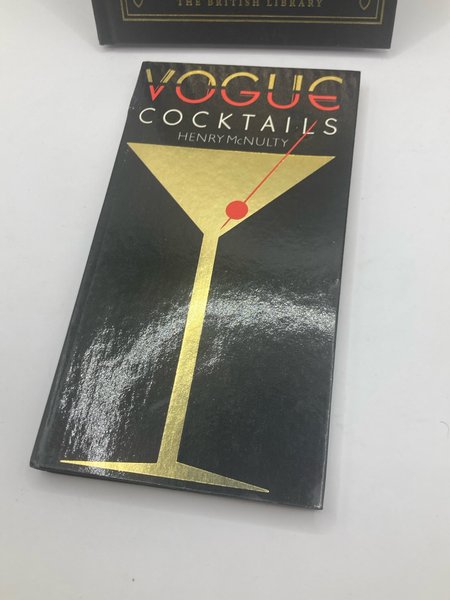 THE BRITISH LIBRARY
VOGUE
COCKTAILS
HENRY McNULTY